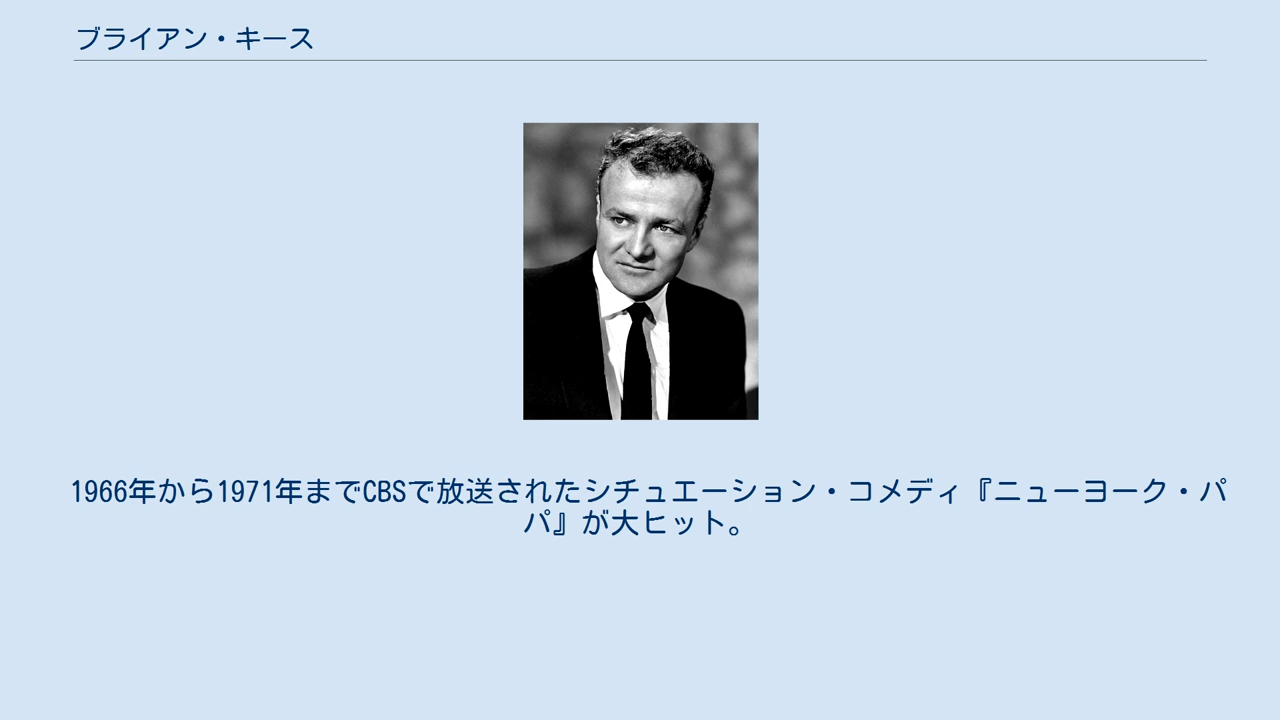 ブライアン・キース
1966年から1971年までCBSで放送されたシチュエーション・コメディ『ニューヨーク・パ
パ』が大ヒット。